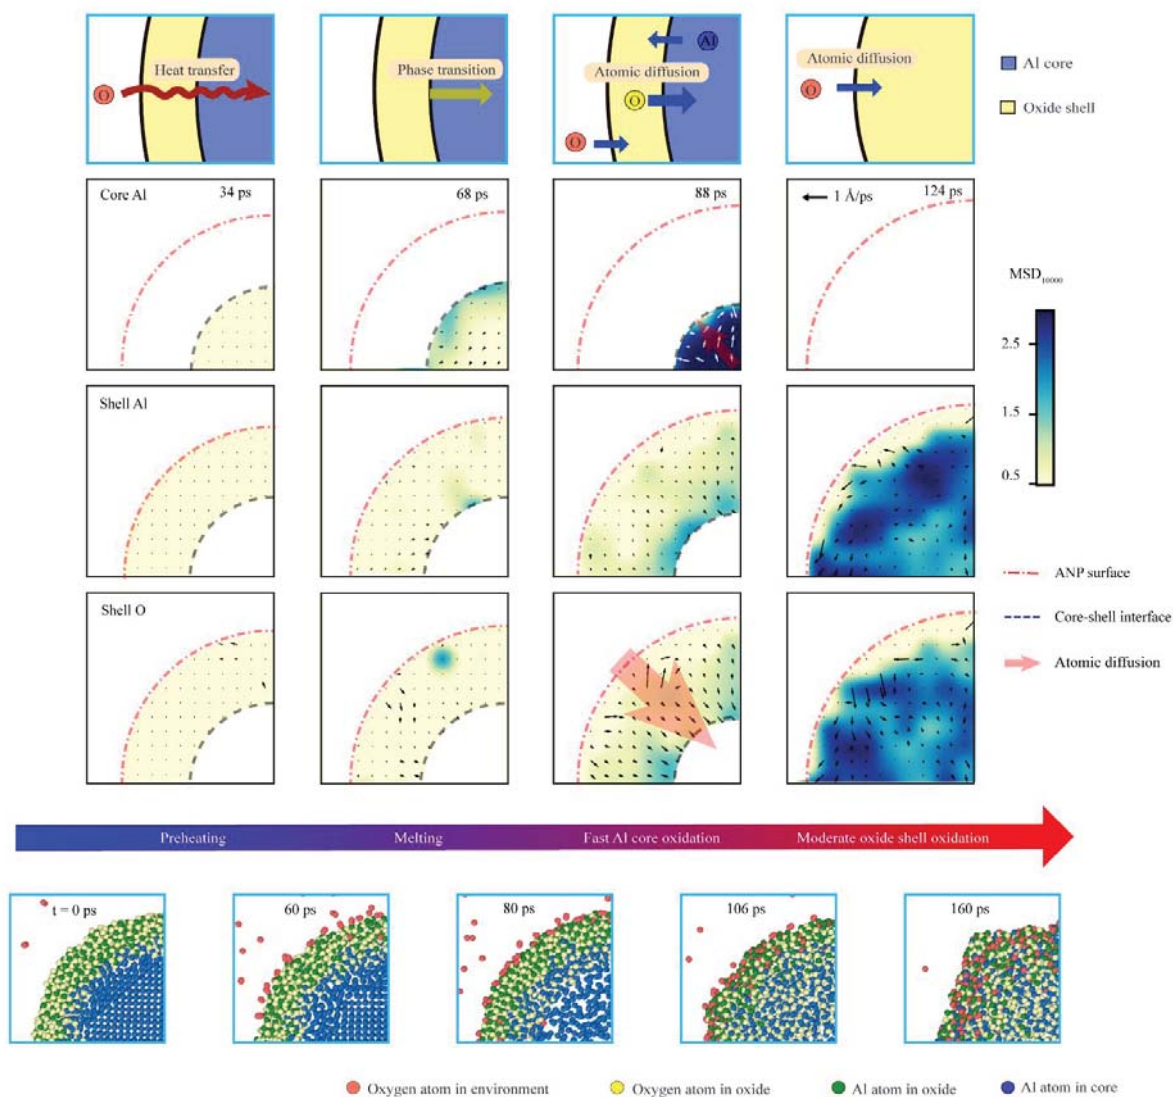 Heat transfer
O
Phase transition
Al
Atomic diffusion
O
O
Atomic diffusion
O
Al core
Oxide shell
Core Al
34 ps
68 ps
88 ps
1 Å/ps
124 ps
MSD10000
2.5
1.5
0.5
Shell Al
Shell O
ANP surface
Core-shell interface
Atomic diffusion
Preheating
Melting
Fast Al core oxidation
Moderate oxide shell oxidation
t = 0 ps
60 ps
80 ps
106 ps
160 ps
Oxygen atom in environment
Oxygen atom in oxide
Al atom in oxide
Al atom in core